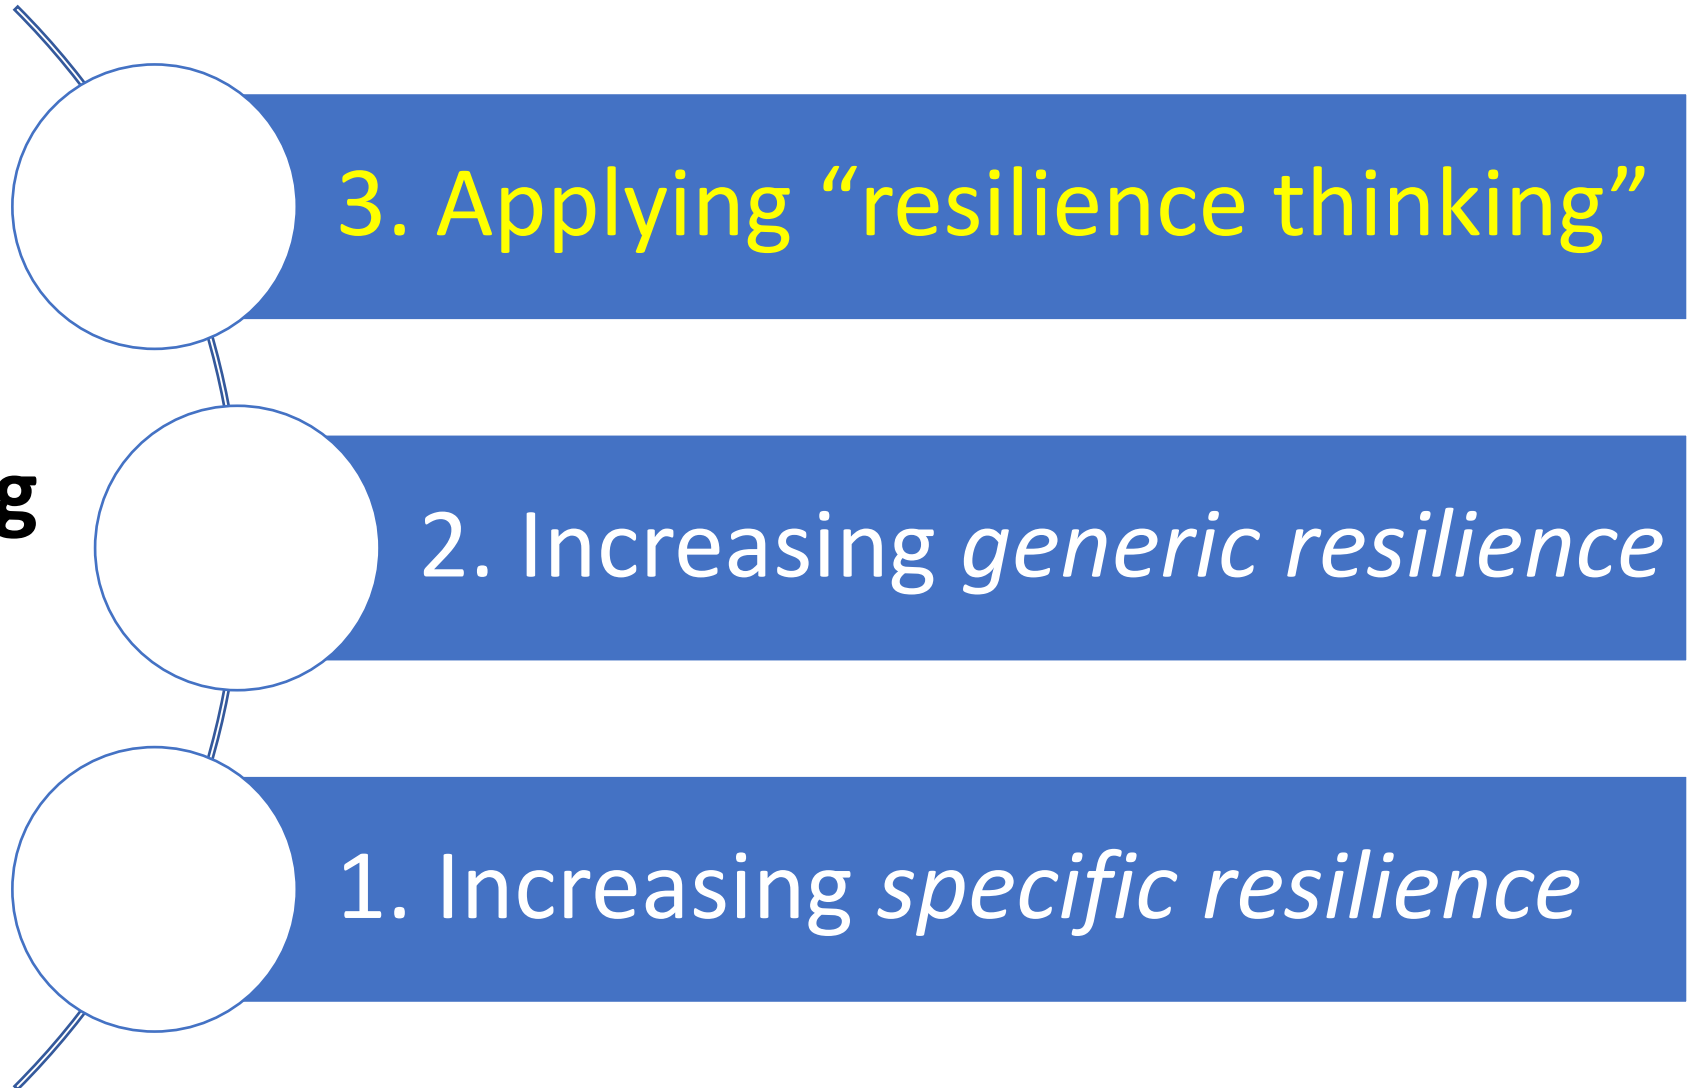 3. Applying “resilience thinking”
g
2. Increasing generic resilience
1. Increasing specific resilience